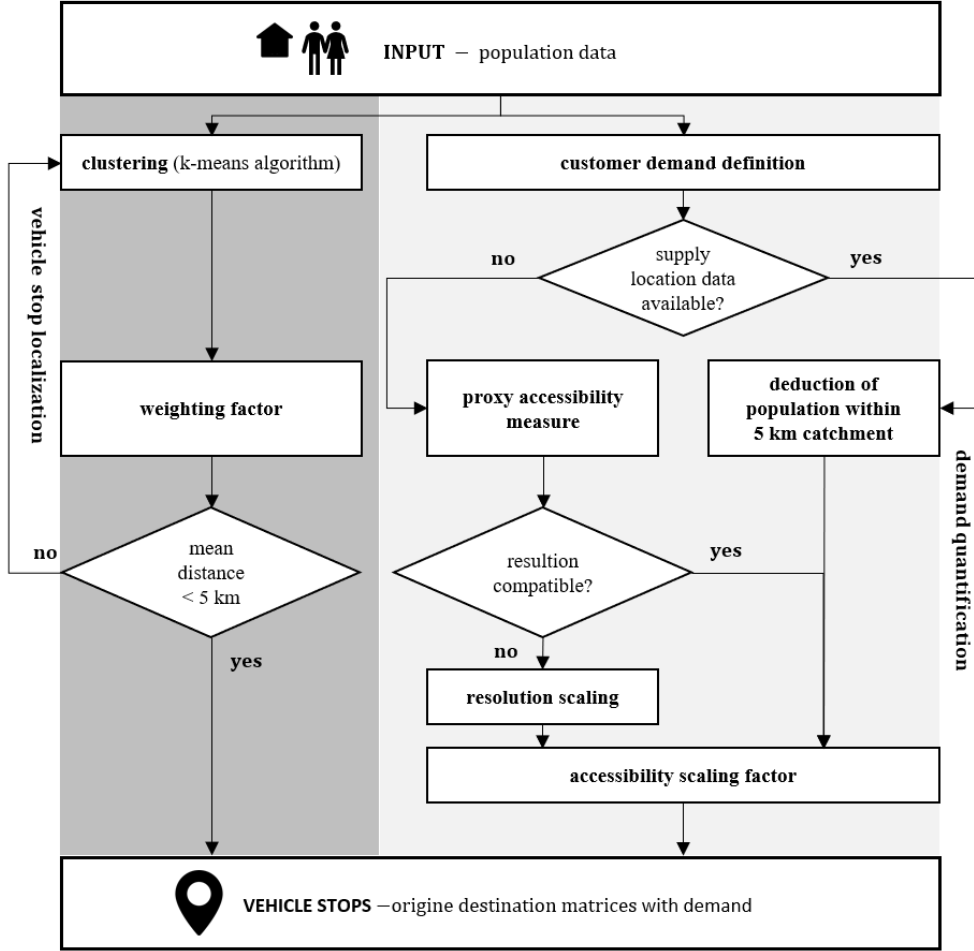 INPUT – population data
clustering (k-means algorithm)
customer demand definition
vehicle stop localization
no
supply
location data
available?
yes
weighting factor
proxy accessibility
measure
deduction of
population within
5 km catchment
demand quantification
no
mean
distance
< 5 km
yes
resultion
compatible?
yes
no
resolution scaling
accessibility scaling factor
VEHICLE STOPS –origine destination matrices with demand